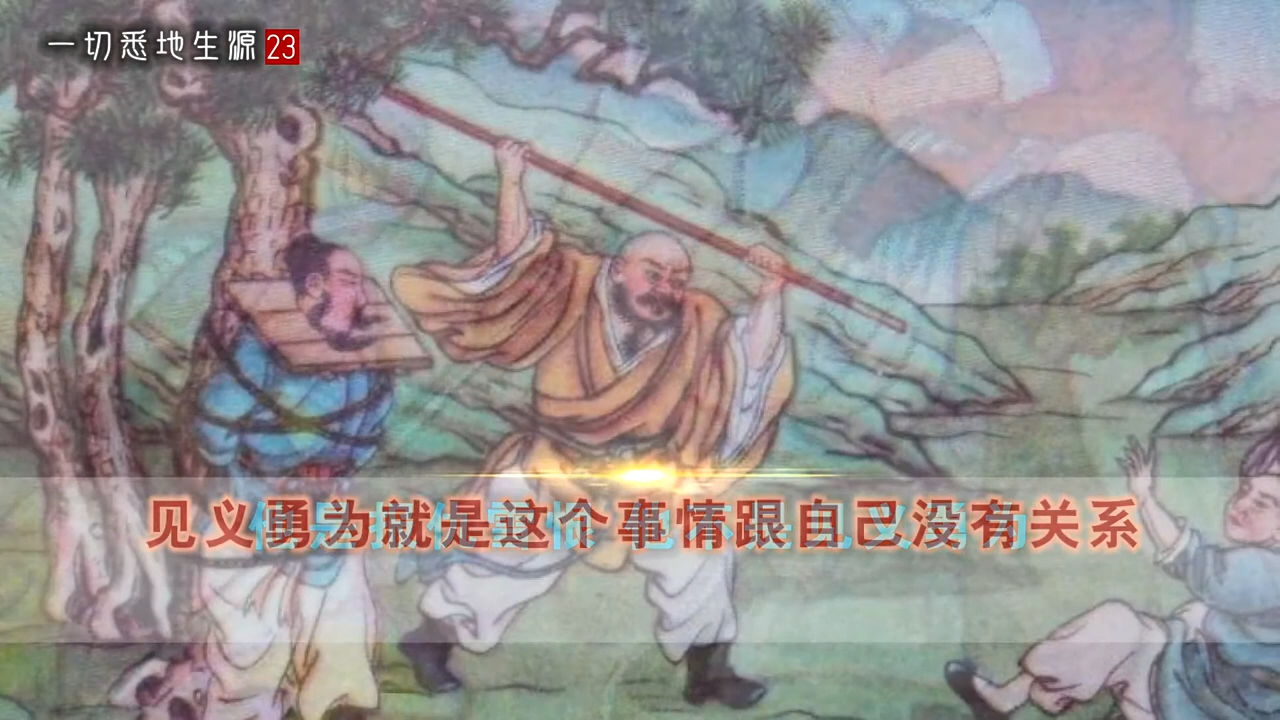 一切悉地生源23
见义勇为就是这个 事情跟自己没有关系